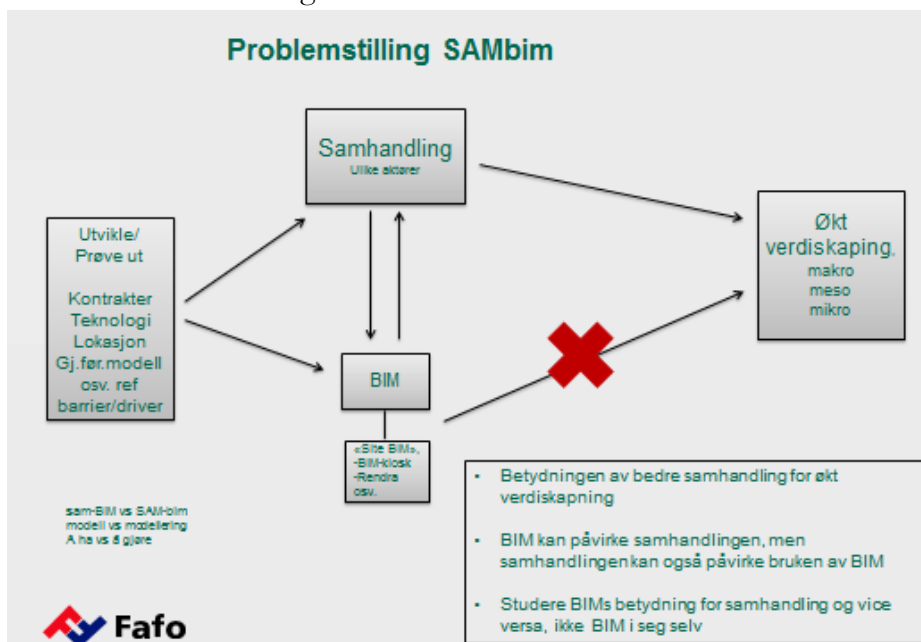 Problemstilling SAMbim
Samhandling
Ulike aktører
Utvikle/
Prøve ut
Kontrakter
Teknologi
Lokasjon
Gj.før.modell
osv. ref
barrier/driver
Økt
verdiskaping,
makro
meso
mikro
BIM
«Site BIM»,
-BIM-kiosk
-Rendra
osv.
sam-BIM vs SAM-bim
modell vs modellering
A ha vs å gjøre
• Betydningen av bedre samhandling for økt
verdiskapning
• BIM kan påvirke samhandlingen, men
samhandlingen kan også påvirke bruken av BIM
• Studere BIMs betydning for samhandling og vice
versa, ikke BIM i seg selv
Fafo